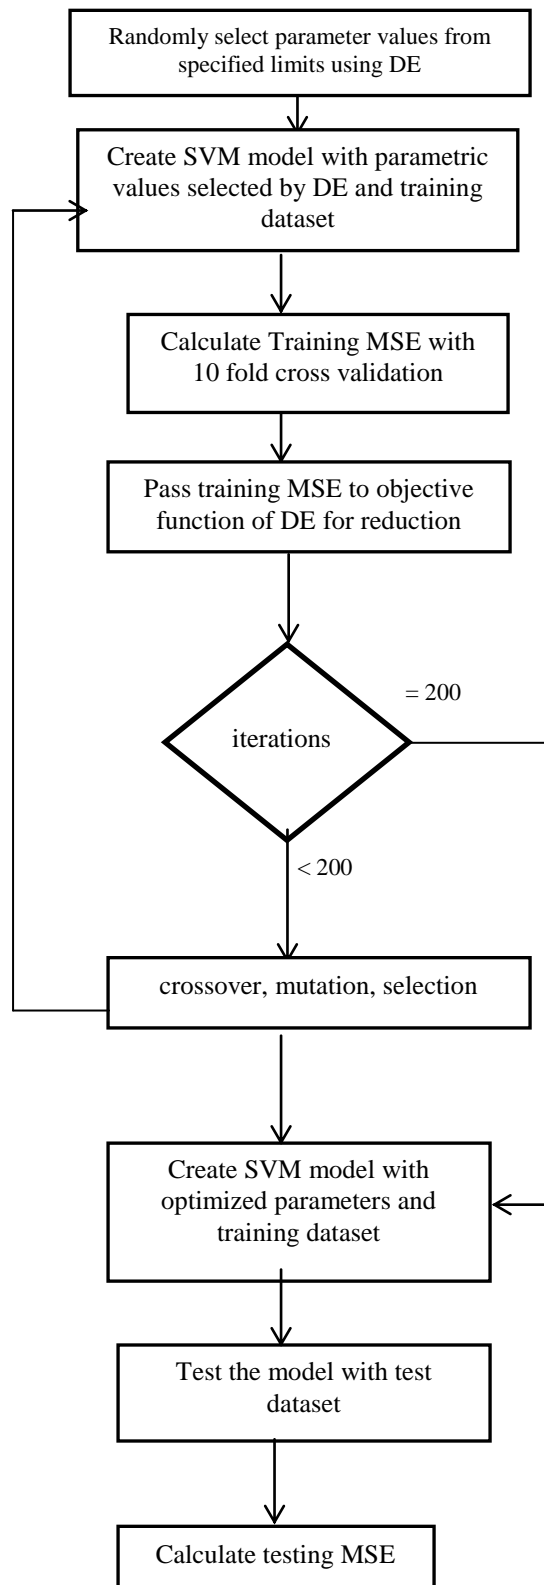 Randomly select parameter values from
specified limits using DE
Create SVM model with parametric
values selected by DE and training
dataset
Calculate Training MSE with
10 fold cross validation
Pass training MSE to objective
function of DE for reduction
= 200
iterations
< 200
crossover, mutation, selection
Create SVM model with
optimized parameters and
training dataset
Test the model with test
dataset
Calculate testing MSE